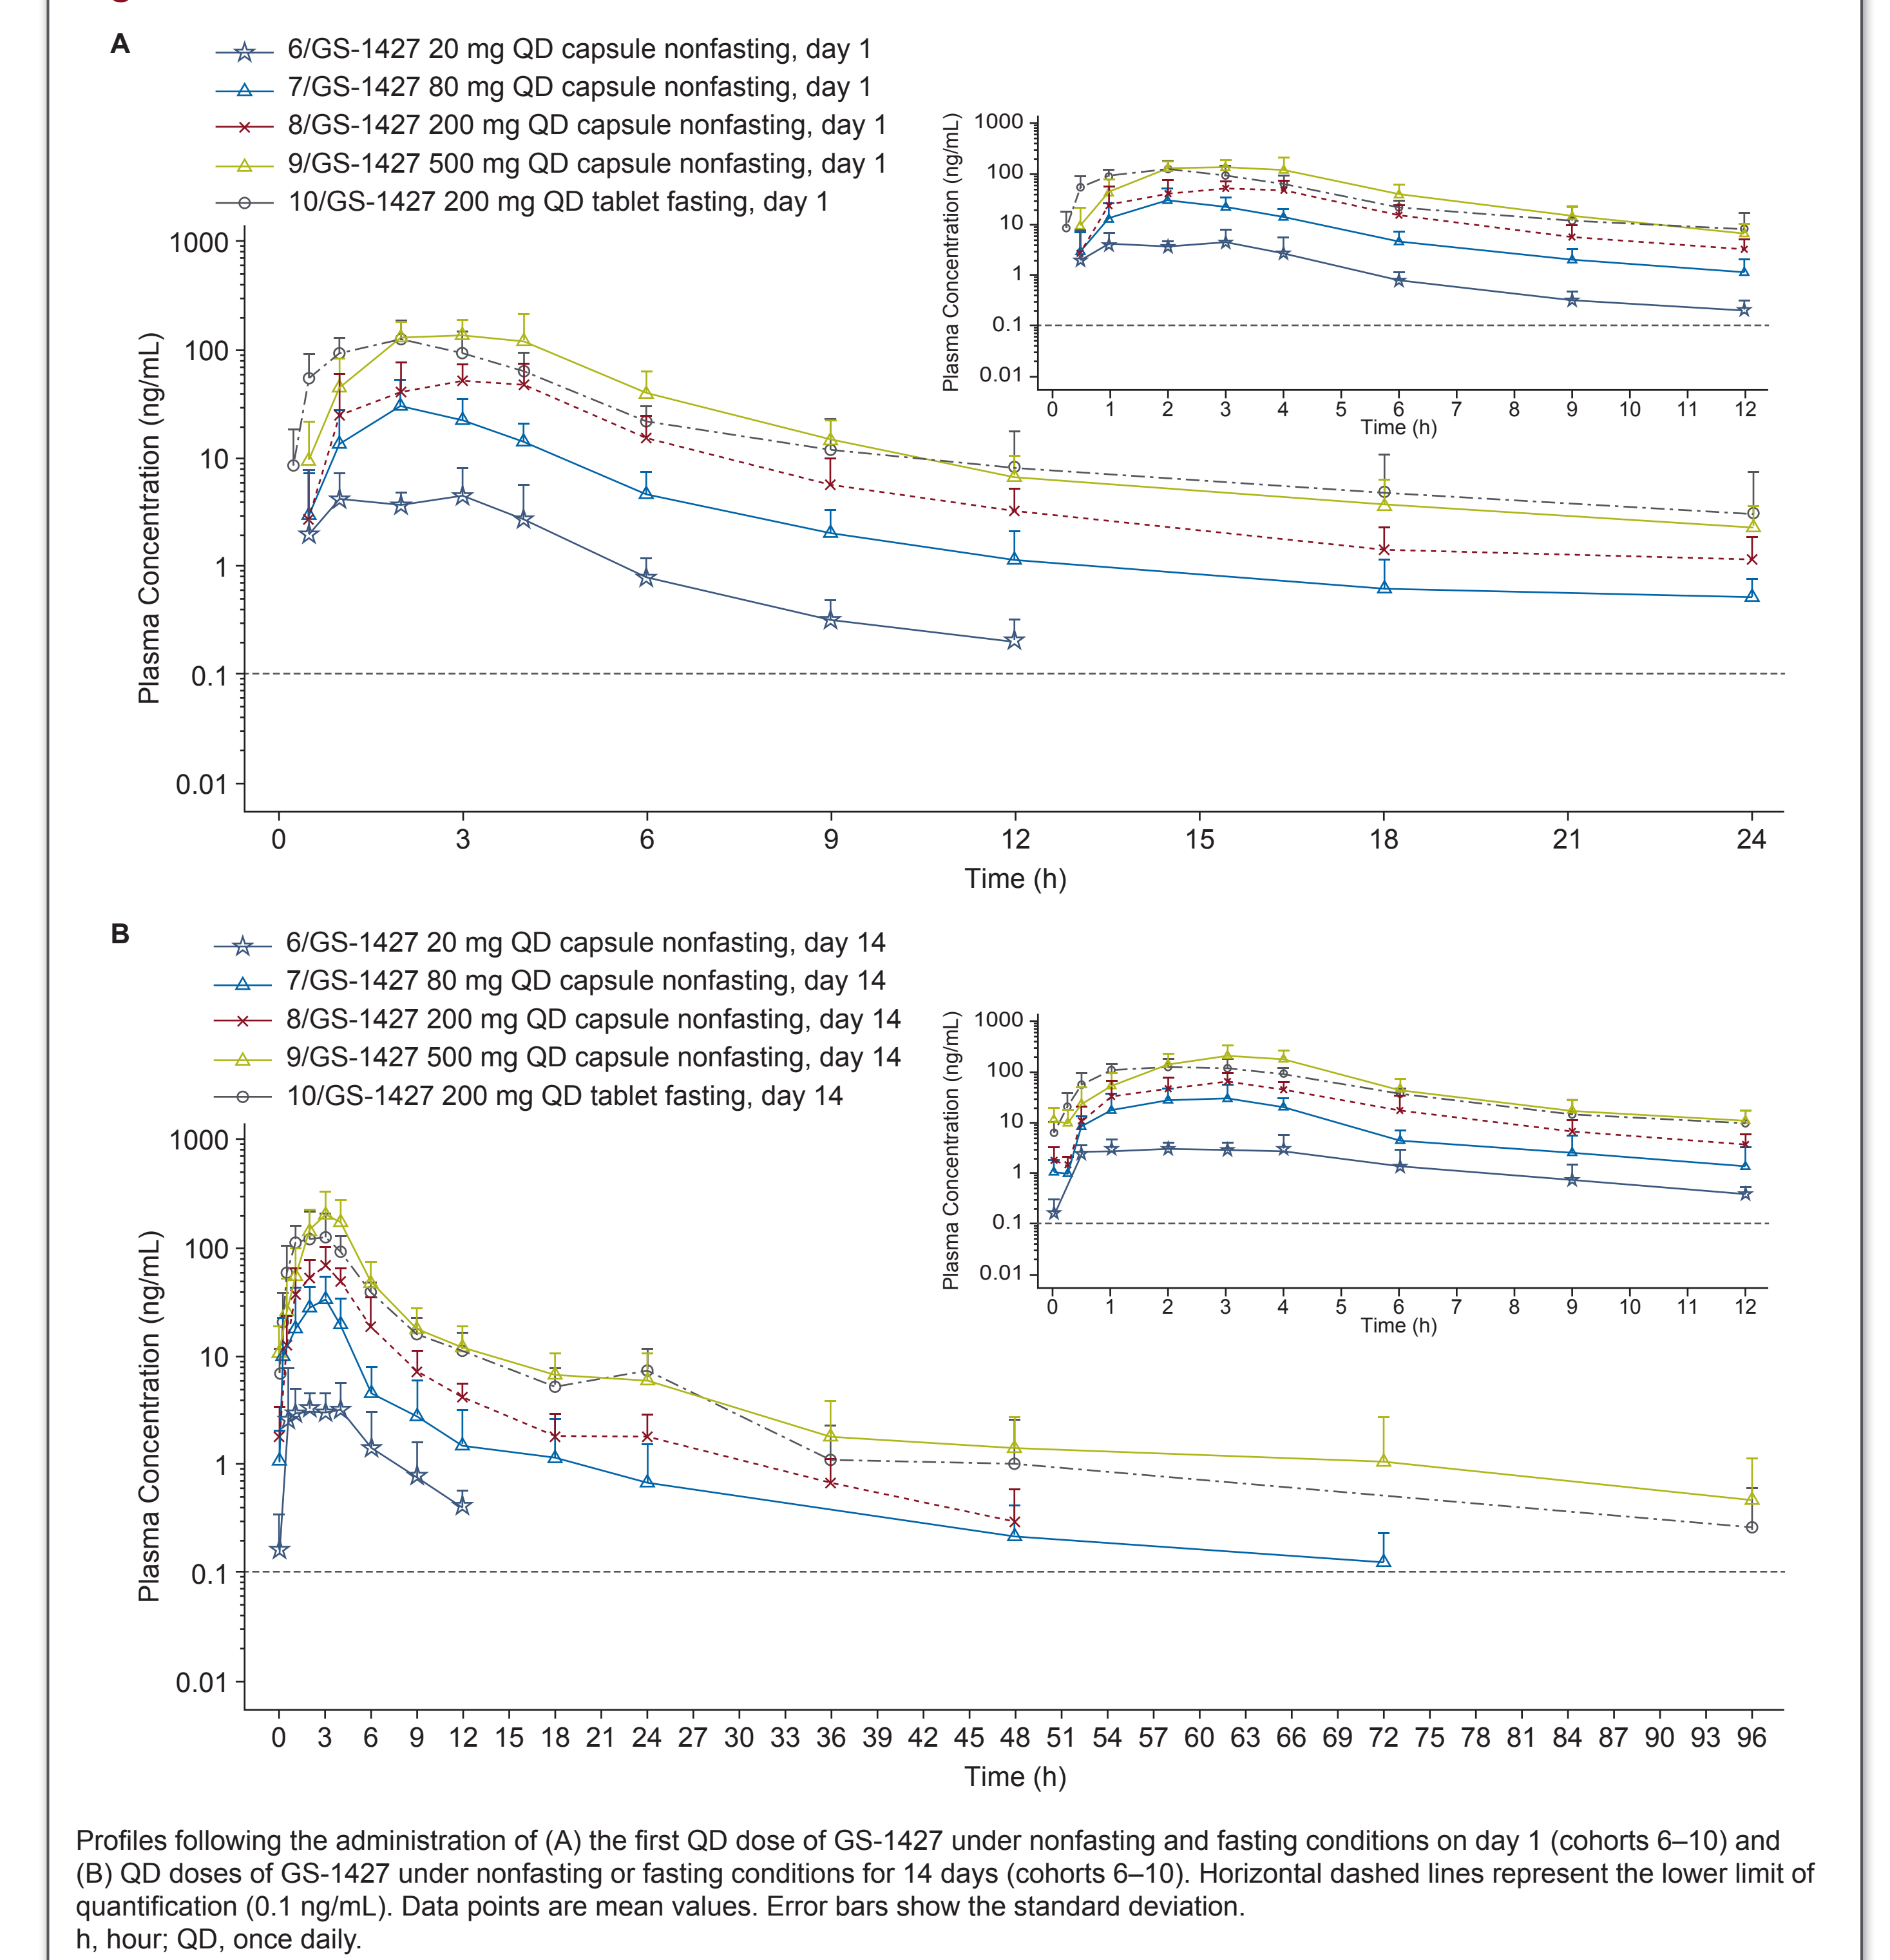 A
6/GS-1427 20 mg QD capsule nonfasting, day 1
7/GS-1427 80 mg QD capsule nonfasting, day 1
8/GS-1427 200 mg QD capsule nonfasting, day 1
9/GS-1427 500 mg QD capsule nonfasting, day 1
10/GS-1427 200 mg QD tablet fasting, day 1
Plasma Concentration (ng/mL)
1000
100
10
1
0.1
0.01
0 1 2 3 4 5 6 7 8 9 10 11 12
Time (h)
Plasma Concentration (ng/mL)
1000
100
10
1
0.1
0.01
0 3 6 9 12 15 18 21 24
Time (h)
B
6/GS-1427 20 mg QD capsule nonfasting, day 14
7/GS-1427 80 mg QD capsule nonfasting, day 14
8/GS-1427 200 mg QD capsule nonfasting, day 14
9/GS-1427 500 mg QD capsule nonfasting, day 14
10/GS-1427 200 mg QD tablet fasting, day 14
Plasma Concentration (ng/mL)
1000
100
10
1
0.1
0.01
0 1 2 3 4 5 6 7 8 9 10 11 12
Time (h)
Plasma Concentration (ng/mL)
1000
100
10
1
0.1
0.01
0 3 6 9 12 15 18 21 24 27 30 33 36 39 42 45 48 51 54 57 60 63 66 69 72 75 78 81 84 87 90 93 96
Time (h)
Profiles following the administration of (A) the first QD dose of GS-1427 under nonfasting and fasting conditions on day 1 (cohorts 6–10) and
(B) QD doses of GS-1427 under nonfasting or fasting conditions for 14 days (cohorts 6–10). Horizontal dashed lines represent the lower limit of
quantification (0.1 ng/mL). Data points are mean values. Error bars show the standard deviation.
h, hour; QD, once daily.